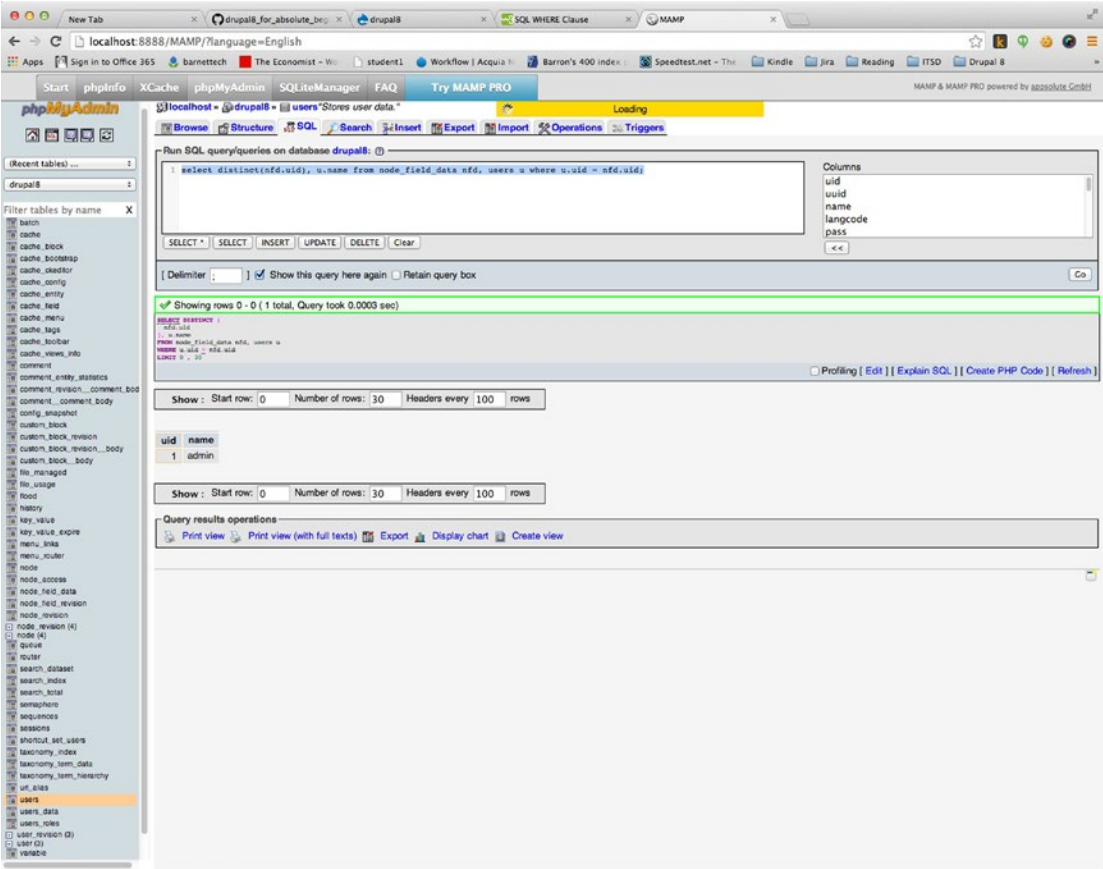 New Tab
drupal8_for_absolute_beg
drupal8
SQL WHERE Clause
MAMP
localhost:8888/MAMP/?language=English
Apps Sign in to Office 365 barnettech The Economist – Wo student1 Workflow | Acquia N Barron's 400 index Speedtest.net – The Kindle Jira Reading ITSD Drupal 8
Start phpInfo XCache phpMyAdmin SQLiteManager FAQ Try MAMP PRO
MAMP & MAMP PRO powered by appsolute GmbH
phpMyAdmin
(Recent tables) ...
drupal8
Filter tables by name X
batch
cache
cache_block
cache_bootstrap
cache_ckeditor
cache_config
cache_entity
cache_field
cache_menu
cache_tags
cache_toolbar
cache_views_info
comment
comment_entity_statistics
comment_revision__comment_bod
comment__comment_body
config_snapshot
custom_block
custom_block_revision
custom_block_revision__body
custom_block__body
file_managed
file_usage
flood
history
key_value
key_value_expire
menu_links
menu_router
node
node_access
node_field_data
node_field_revision
node_revision
node_revision (4)
node (4)
queue
router
search_dataset
search_index
search_total
semaphore
sequences
sessions
shortcut_set_users
taxonomy_index
taxonomy_term_data
taxonomy_term_hierarchy
url_alias
users
users_data
users_roles
user_revision (3)
user (3)
variable
localhost » drupal8 » users "Stores user data."
Loading
Browse Structure SQL Search Insert Export Import Operations Triggers
Run SQL query/queries on database drupal8:
1 select distinct(nfd.uid), u.name from node_field_data nfd, users u where u.uid = nfd.uid;
Columns
uid
uuid
name
langcode
pass
<<
SELECT * SELECT INSERT UPDATE DELETE Clear
[ Delimiter ; ] Show this query here again Retain query box
Go
Showing rows 0 - 0 ( 1 total, Query took 0.0003 sec)
SELECT DISTINCT (
nfd.uid
), u.name
FROM node_field_data nfd, users u
WHERE u.uid = nfd.uid
LIMIT 0 , 30
Profiling [ Edit ] [ Explain SQL ] [ Create PHP Code ] [ Refresh ]
Show : Start row: 0 Number of rows: 30 Headers every 100 rows
uid name
1 admin
Show : Start row: 0 Number of rows: 30 Headers every 100 rows
Query results operations
Print view Print view (with full texts) Export Display chart Create view